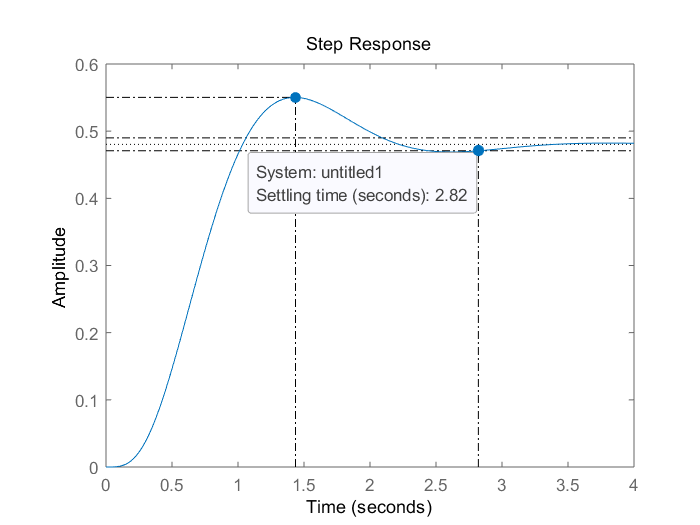 Step Response
Amplitude
0.6
0.5
0.4
0.3
0.2
0.1
0
System: untitled1
Settling time (seconds): 2.82
0 0.5 1 1.5 2 2.5 3 3.5 4
Time (seconds)